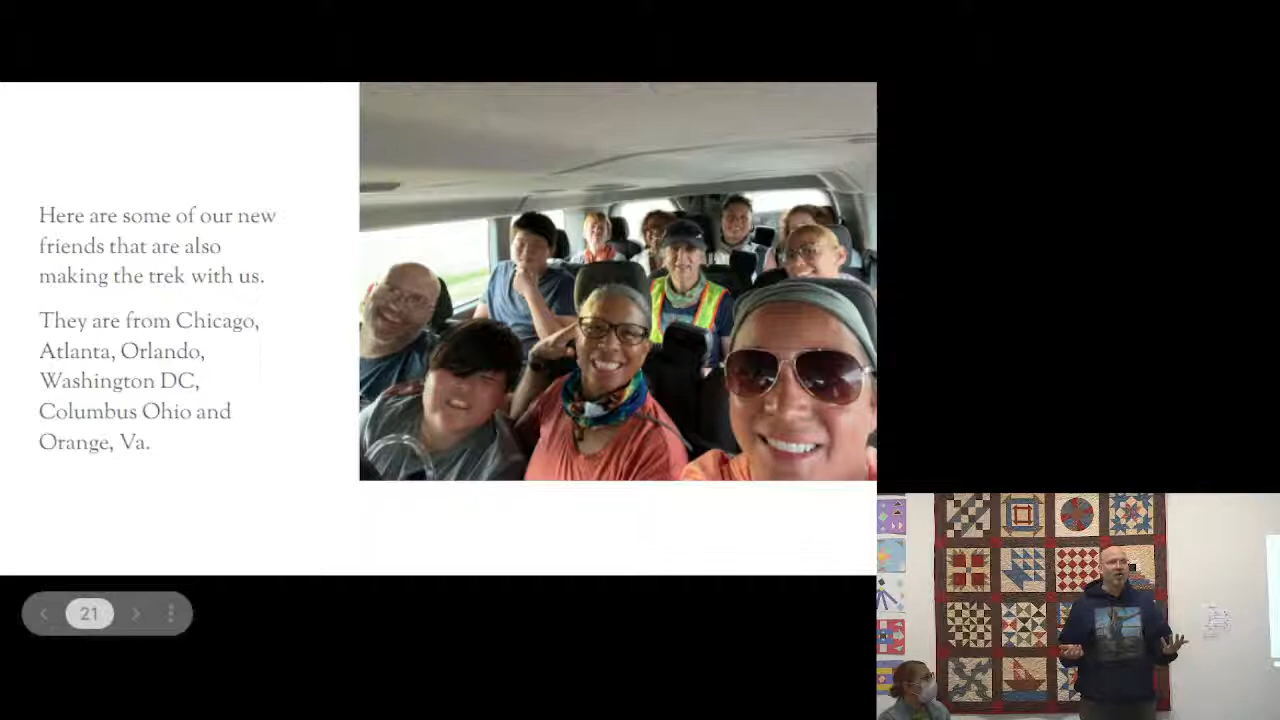 Here are some of our new
friends that are also
making the trek with us.
They are from Chicago,
Atlanta, Orlando,
Washington DC,
Columbus Ohio and
Orange, Va.
21